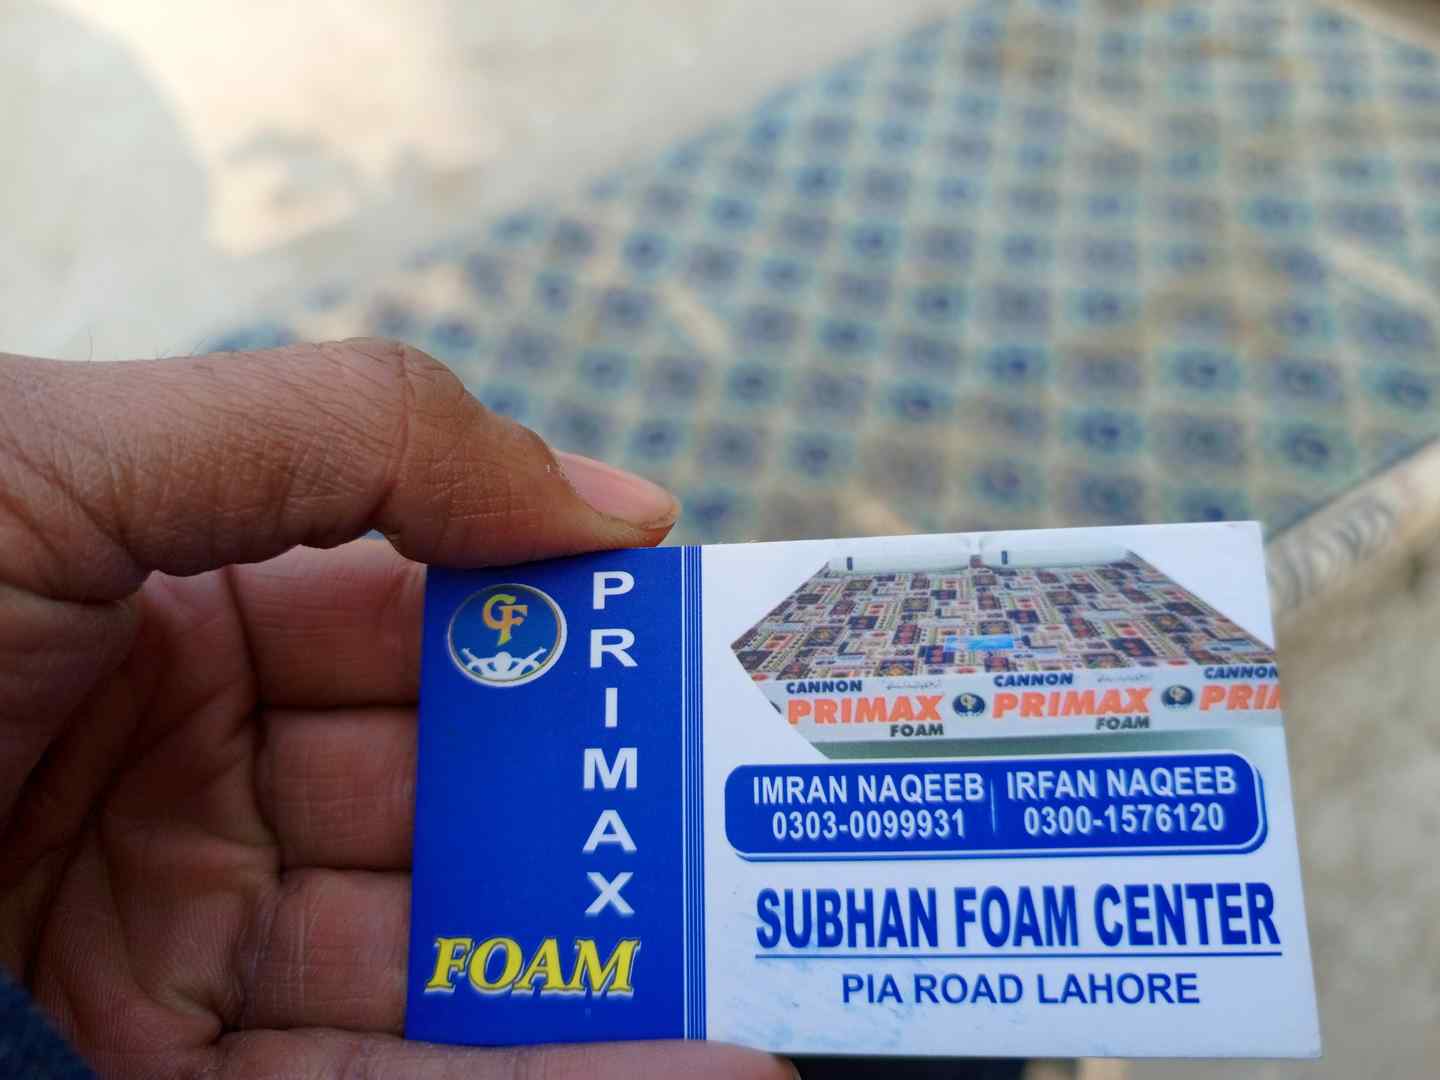 GF
PRIMAX
FOAM
CANNON
PRIMAX
FOAM
CANNON
PRIMAX
FOAM
CANNON
IMRAN NAQEEB
0303-0099931
IRFAN NAQEEB
0300-1576120
SUBHAN FOAM CENTER
PIA ROAD LAHORE